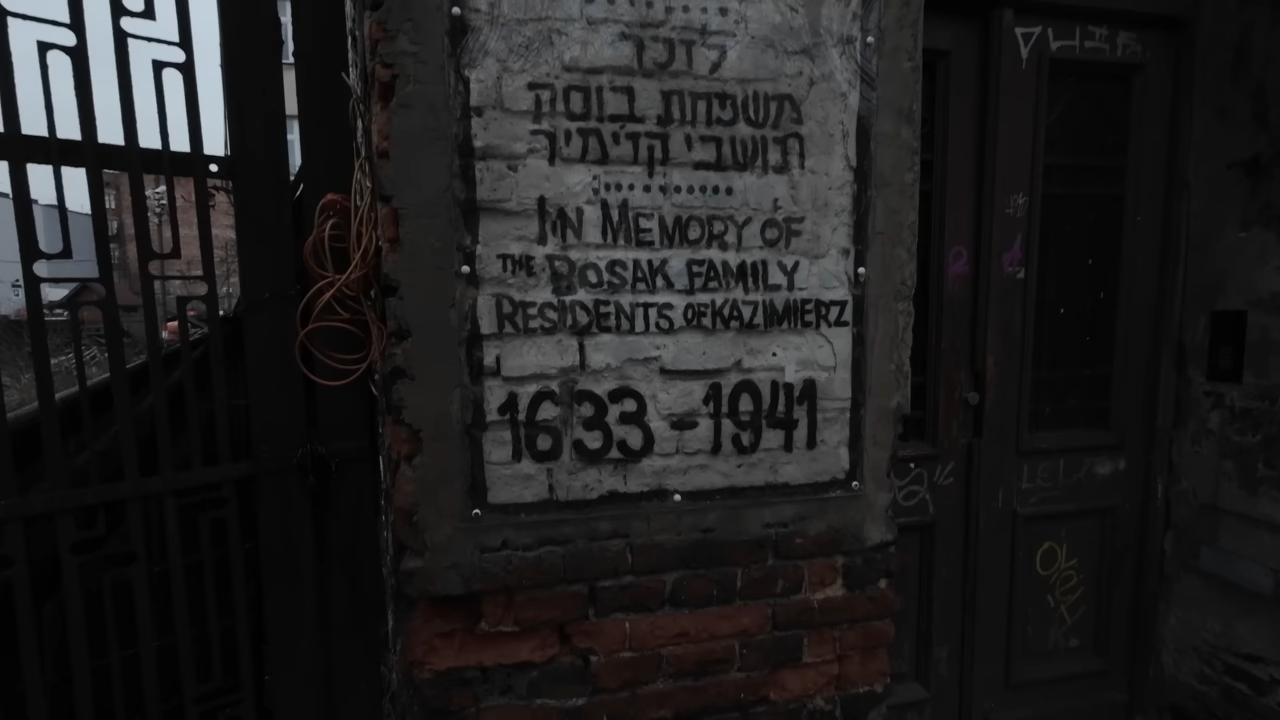 לזכר
משפחת בוסק
תושבי קזימיר
IN MEMORY OF
THE BOSAK FAMILY
RESIDENTS OF KAZIMIERZ
1633-1941